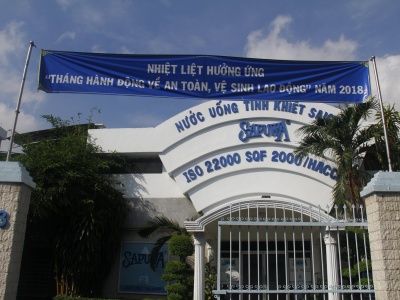 NHIỆT LIỆT HƯỞNG ỨNG
"THÁNG HÀNH ĐỘNG VỀ AN TOÀN, VỆ SINH LAO ĐỘNG" NĂM 2018
NƯỚC UỐNG TINH KHIẾT
SAPUWA
ISO 22000 SQF 2000/HACC
SAPUWA